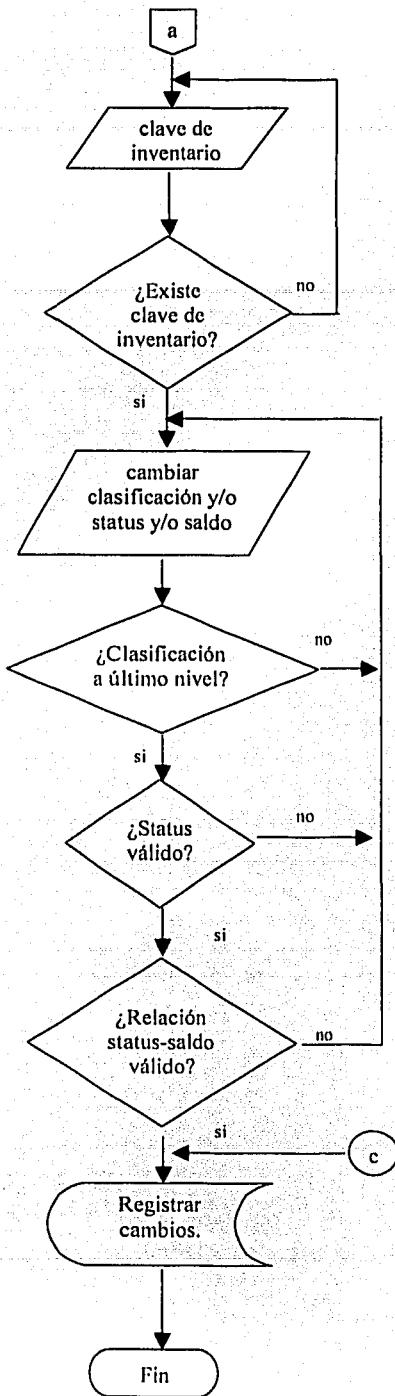 a
clave de
inventario
¿Existe
clave de
inventario?
no
si
cambiar
clasificación y/o
status y/o saldo
¿Clasificación
a último nivel?
no
si
¿Status
válido?
no
si
¿Relación
status-saldo
válido?
no
si
c
Registrar
cambios.
Fin